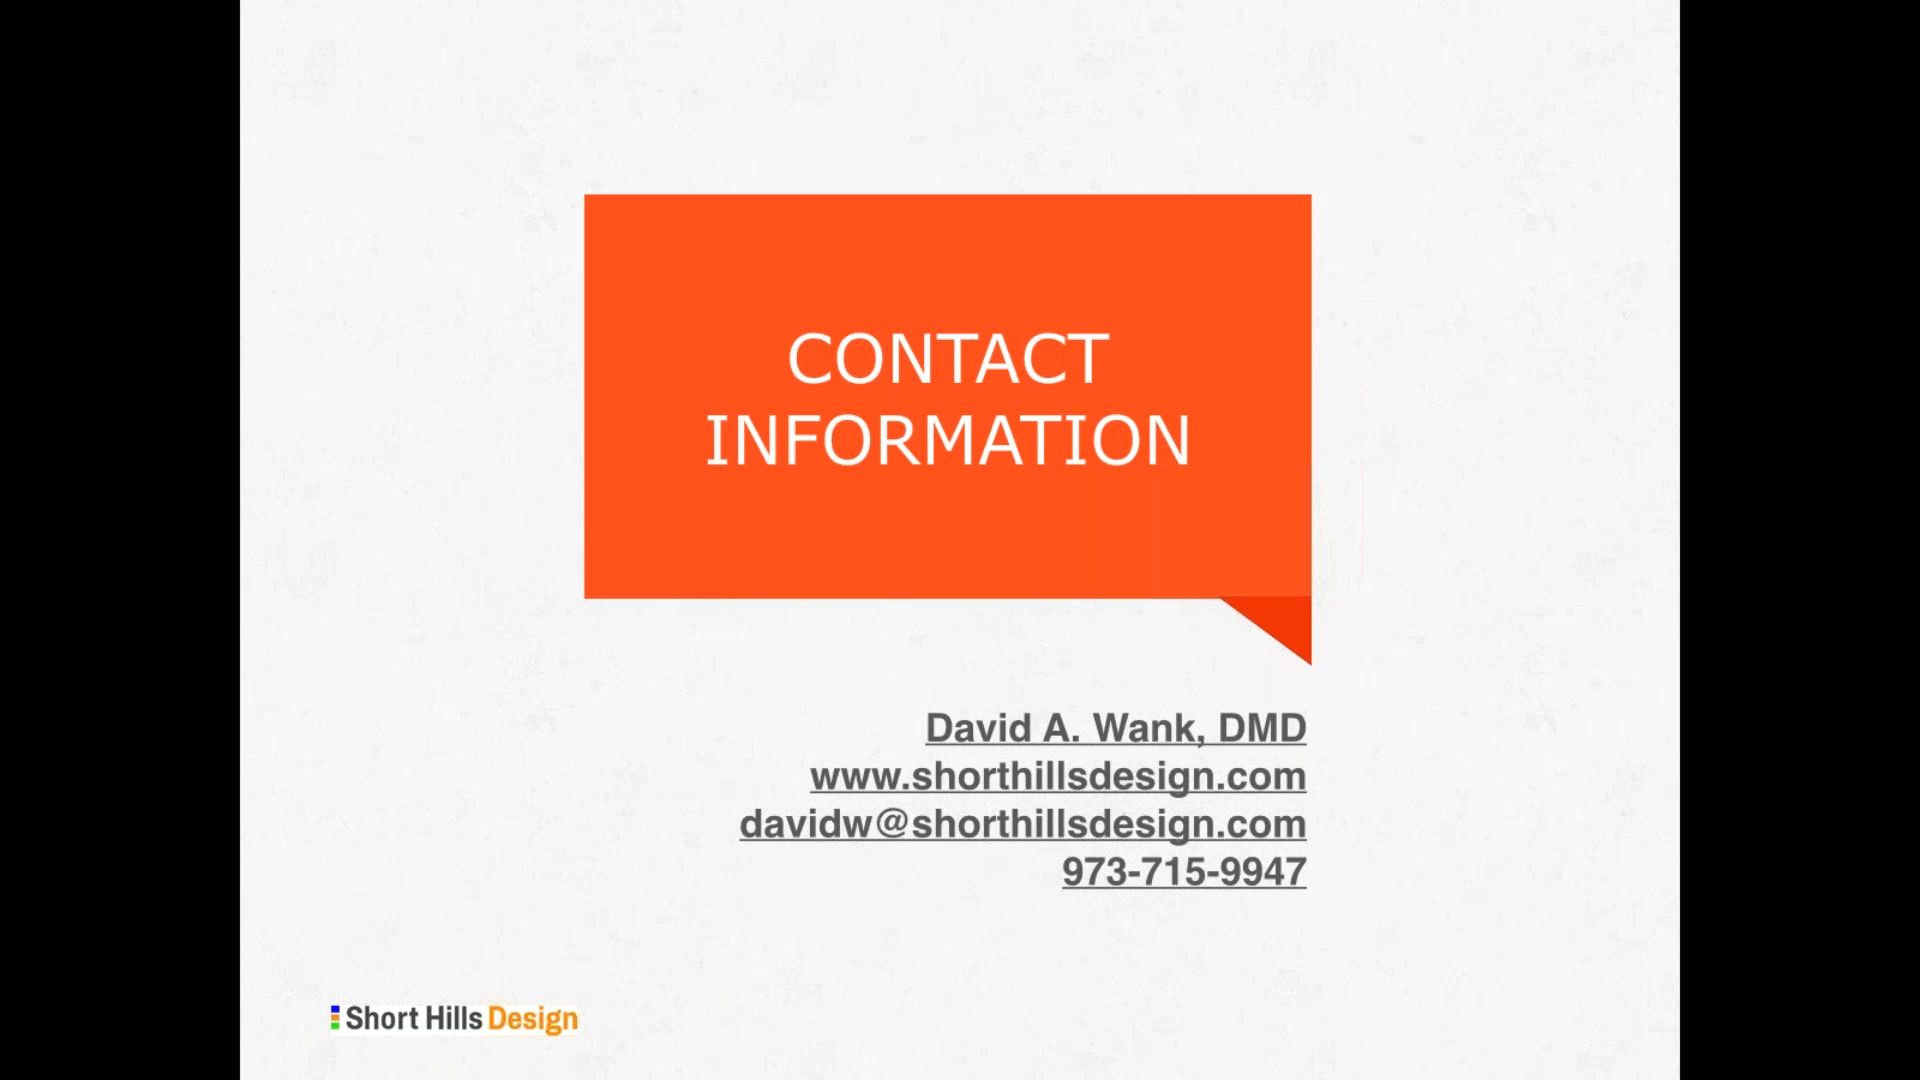 CONTACT
INFORMATION
David A. Wank, DMD
www.shorthillsdesign.com
davidw@shorthillsdesign.com
973-715-9947
Short Hills Design